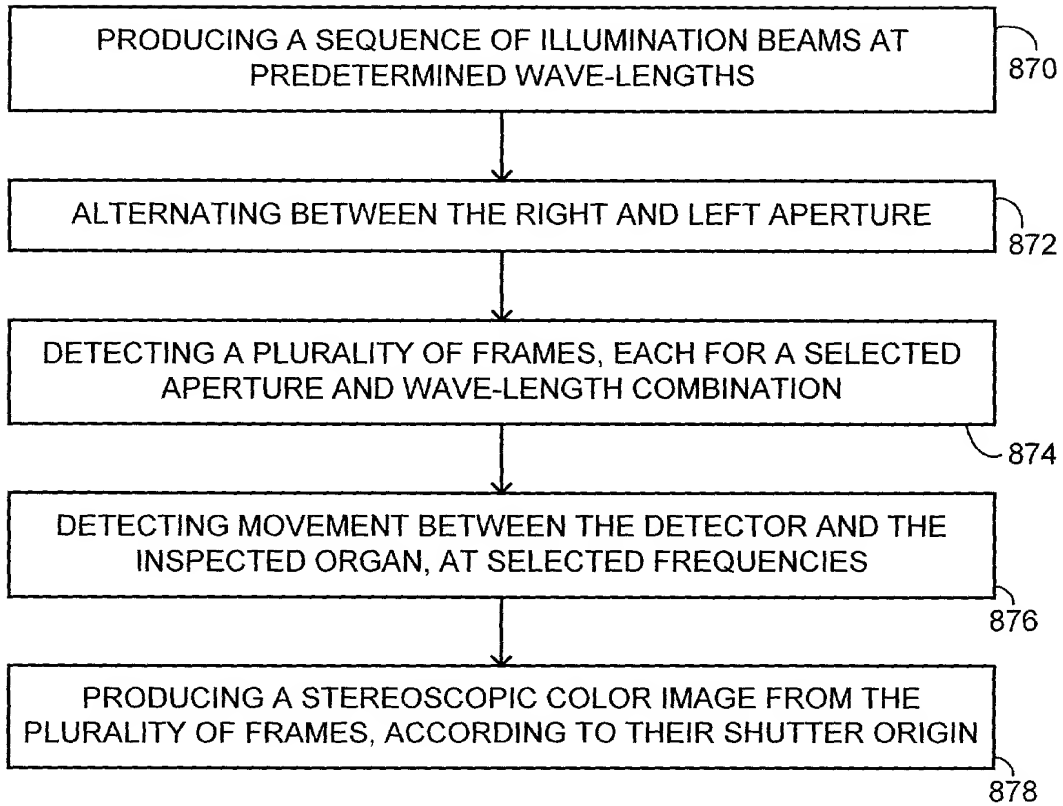 PRODUCING A SEQUENCE OF ILLUMINATION BEAMS AT
PREDETERMINED WAVE-LENGTHS
870
ALTERNATING BETWEEN THE RIGHT AND LEFT APERTURE
872
DETECTING A PLURALITY OF FRAMES, EACH FOR A SELECTED
APERTURE AND WAVE-LENGTH COMBINATION
874
DETECTING MOVEMENT BETWEEN THE DETECTOR AND THE
INSPECTED ORGAN, AT SELECTED FREQUENCIES
876
PRODUCING A STEREOSCOPIC COLOR IMAGE FROM THE
PLURALITY OF FRAMES, ACCORDING TO THEIR SHUTTER ORIGIN
878